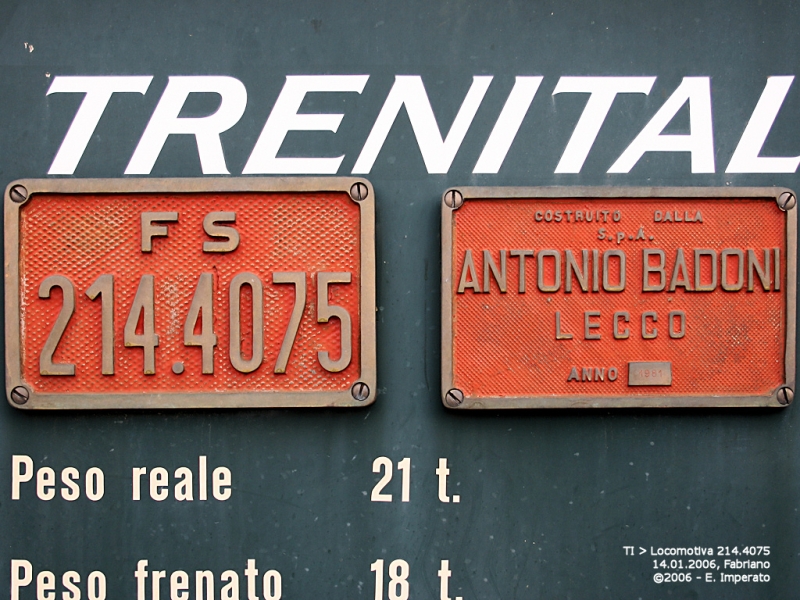 TRENITAL
FS
214.4075
COSTRUITO DALLA
S.p.A.
ANTONIO BADONI
LECCO
ANNO 1981
Peso reale 21 t.
Peso frenato 18 t.
TI > Locomotiva 214.4075
14.01.2006, Fabriano
©2006 - E. Imperato